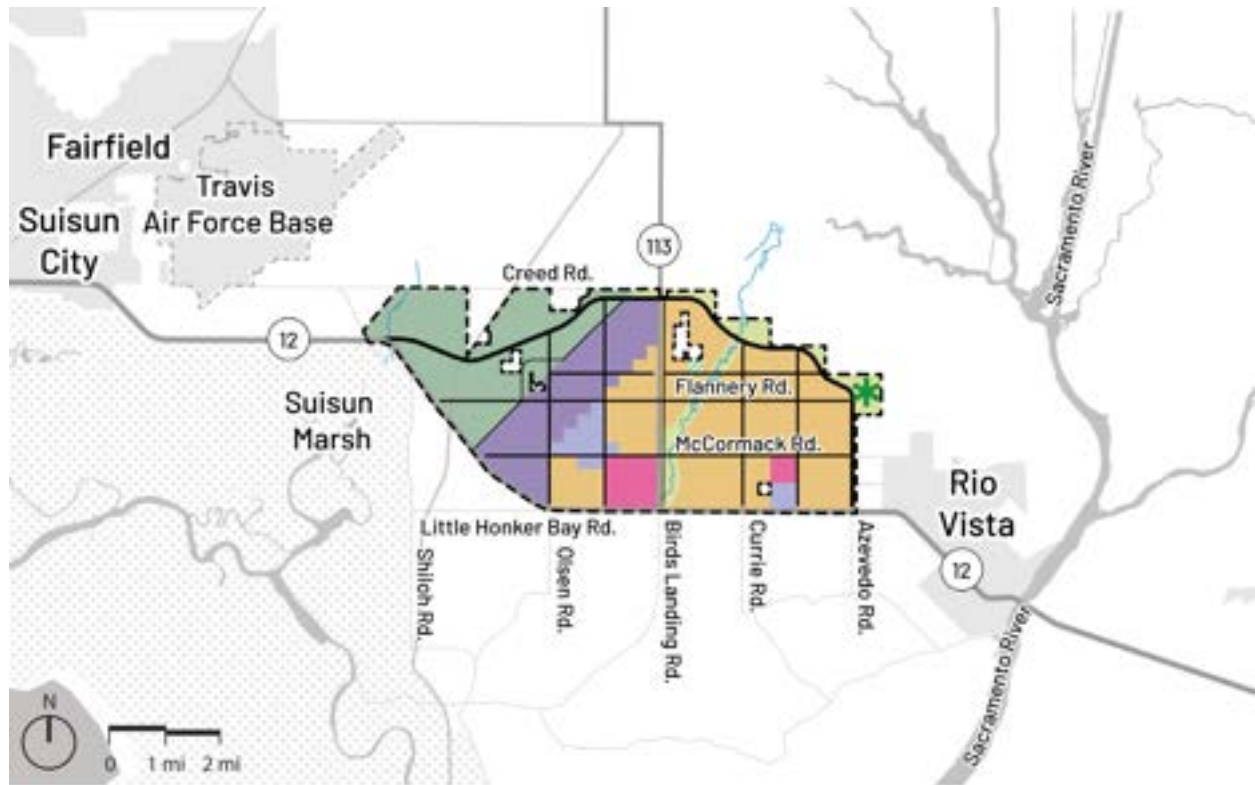 Fairfield
Travis
Air Force Base
Suisun
City
113
Creed Rd.
Sacramento River
12
Flannery Rd.
Suisun
Marsh
McCormack Rd.
Rio
Vista
Little Honker Bay Rd.
12
Shiloh Rd.
Olsen Rd.
Birds Landing Rd.
Currie Rd.
Azevedo Rd.
Sacramento River
N
0 1 mi 2 mi